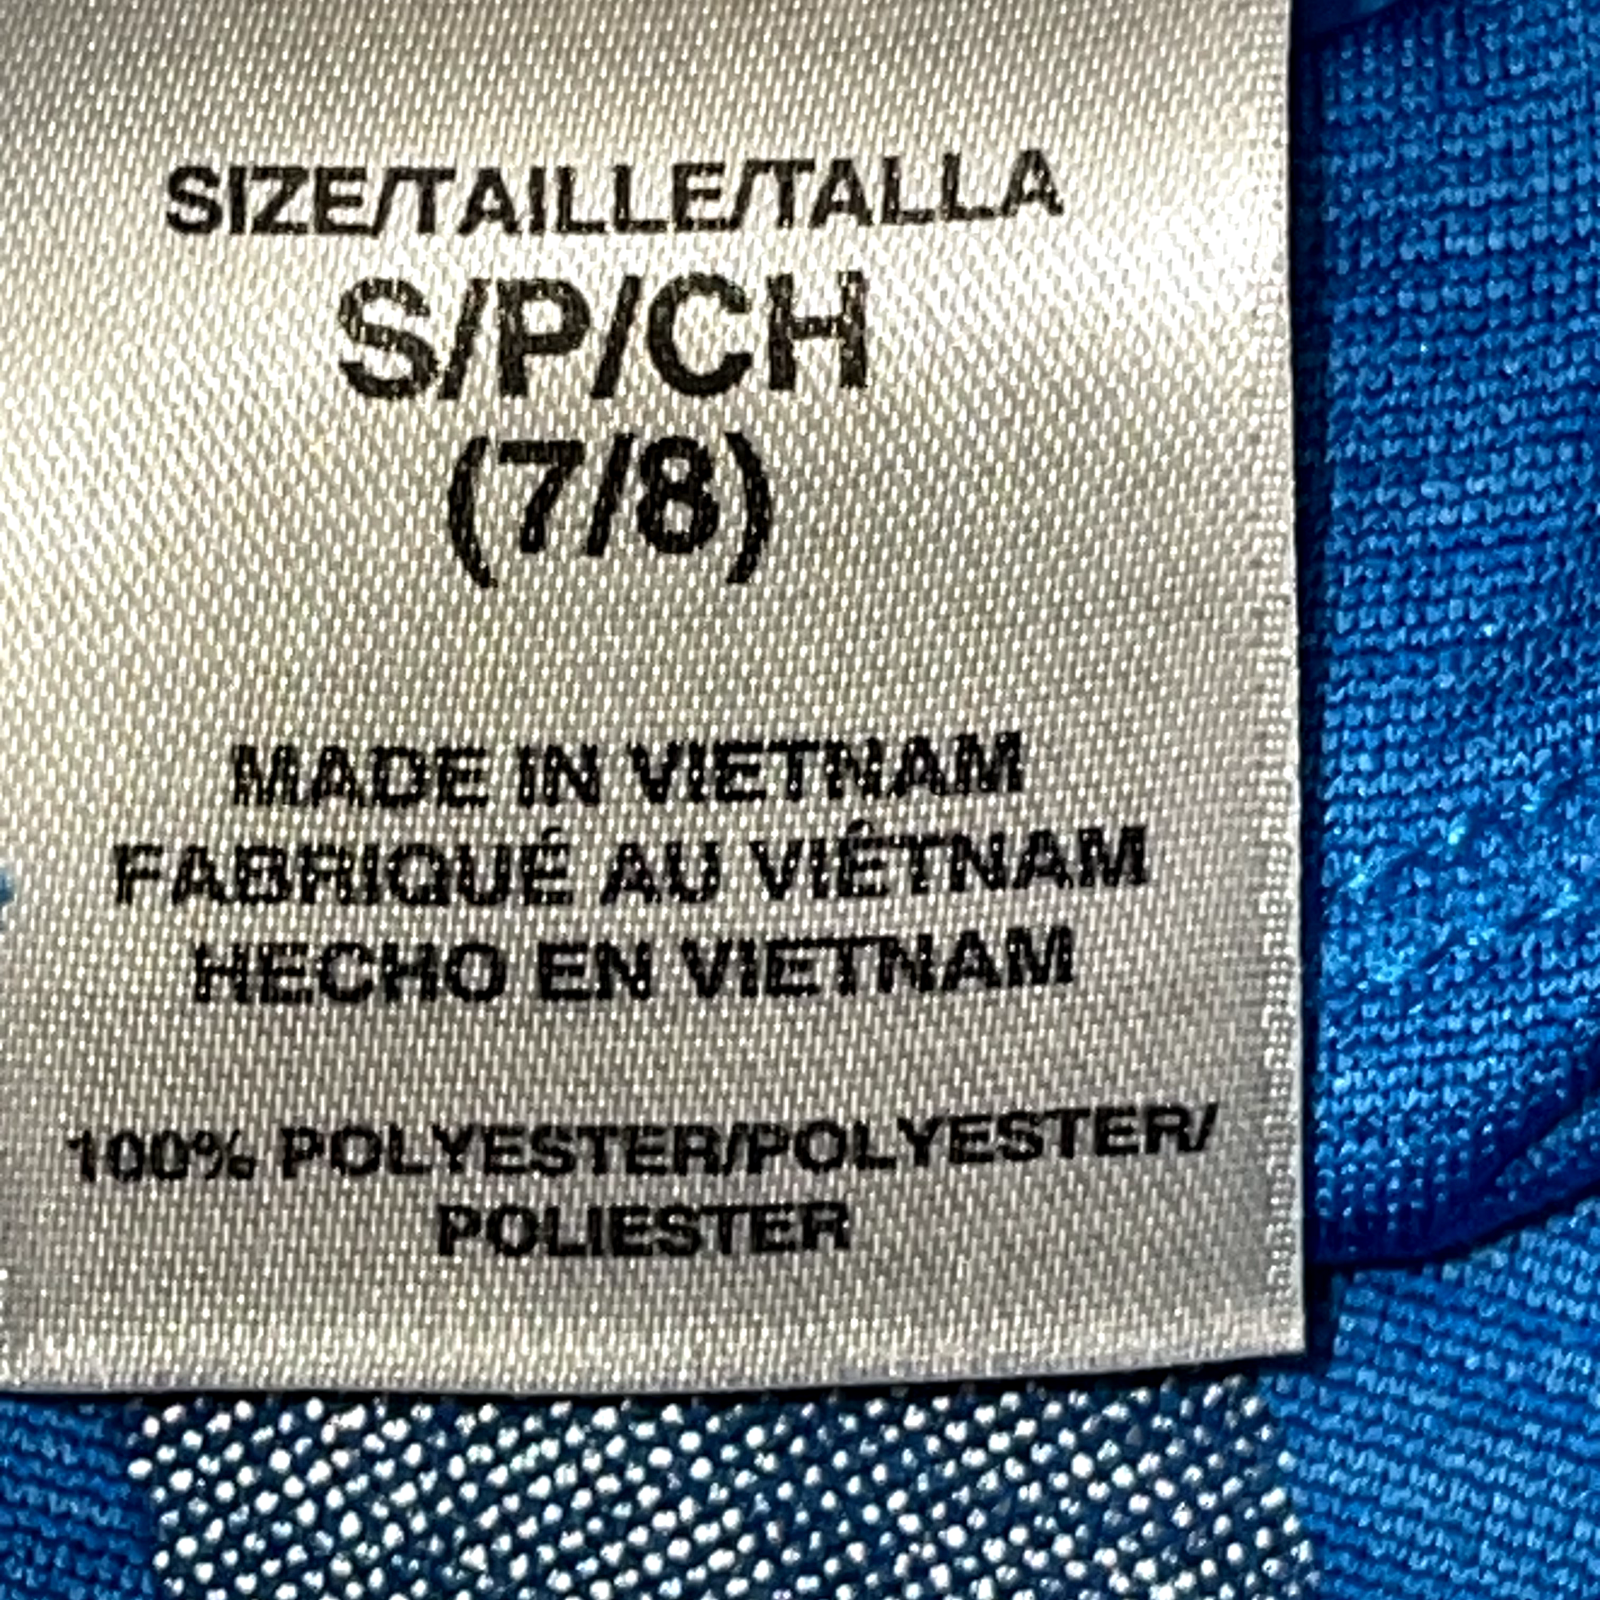 SIZE/TAILLE/TALLA
S/P/CH
(7/8)
MADE IN VIETNAM
FABRIQUÉ AU VIÉTNAM
HECHO EN VIETNAM
100% POLYESTER/POLYESTER/
POLIESTER